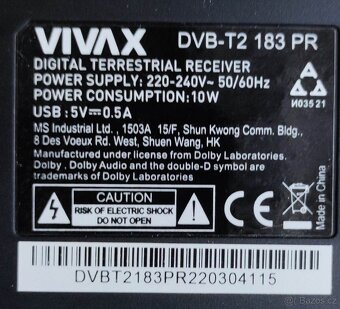 VIVAX DVB-T2 183 PR
DIGITAL TERRESTRIAL RECEIVER
POWER SUPPLY: 220-240V~ 50/60Hz
POWER CONSUMPTION: 10W
USB: 5V⎓0.5A
И03521
MS Industrial Ltd., 1503A 15/F, Shun Kwong Comm. Bldg.,
8 Des Voeux Rd. West, Shuen Wang, HK
Manufactured under license from Dolby Laboratories.
Dolby, Dolby Audio and the double-D symbol are
trademarks of Dolby Laboratories.
CAUTION
RISK OF ELECTRIC SHOCK
DO NOT OPEN
CE
Made in China
DVBT2183PR220304115